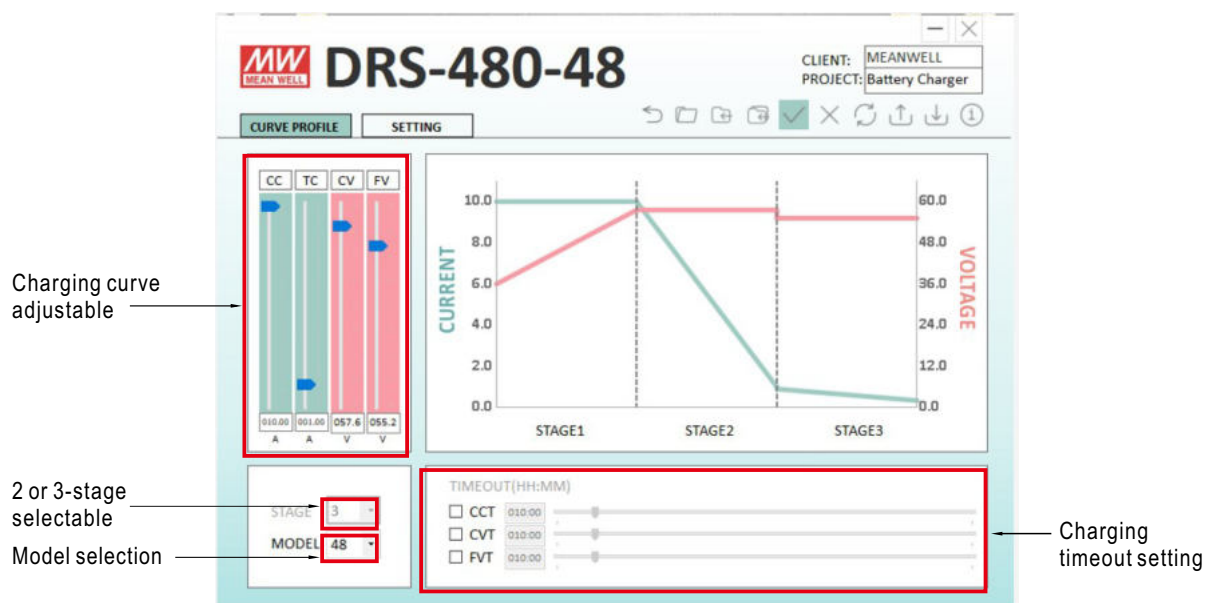 MW
MEAN WELL
DRS-480-48
CLIENT: MEANWELL
PROJECT: Battery Charger
CURVE PROFILE SETTING
CC TC CV FV
010.00 001.00 057.6 055.2
A A V V
CURRENT
10.0
8.0
6.0
4.0
2.0
0.0
60.0
48.0
36.0
24.0
12.0
0.0
VOLTAGE
STAGE1 STAGE2 STAGE3
Charging curve
adjustable
2 or 3-stage
selectable
Model selection
STAGE 3
MODEL 48
TIMEOUT(HH:MM)
CCT 010:00
CVT 010:00
FVT 010:00
Charging
timeout setting